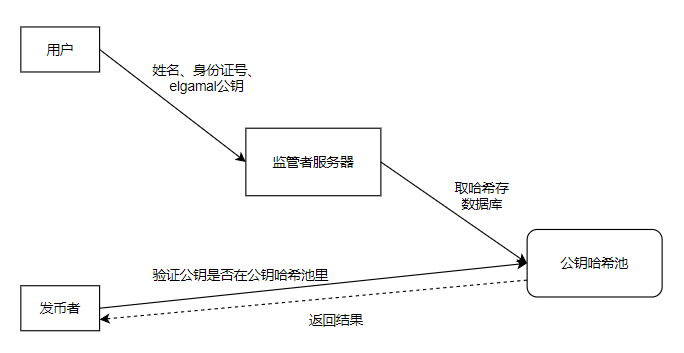 用户
姓名、身份证号、
elgamal公钥
监管者服务器
取哈希存
数据库
公钥哈希池
验证公钥是否在公钥哈希池里
发币者
返回结果